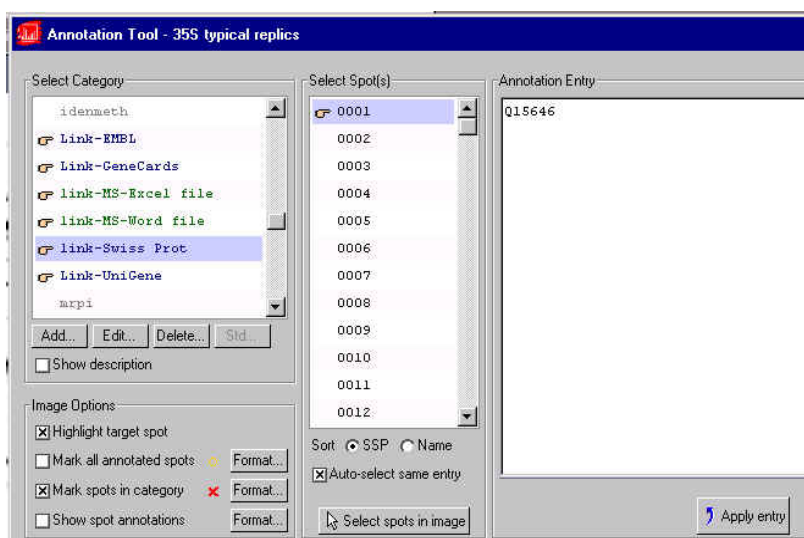 Annotation Tool - 35S typical replics
Select Category
idenmeth
Link-EMBL
Link-GeneCards
link-MS-Excel file
link-MS-Word file
link-Swiss Prot
Link-UniGene
mrpi
Add... Edit... Delete... Std...
Show description
Image Options
Highlight target spot
Mark all annotated spots Format...
Mark spots in category Format...
Show spot annotations Format...
Select Spot(s)
0001
0002
0003
0004
0005
0006
0007
0008
0009
0010
0011
0012
Sort SSP Name
Auto-select same entry
Select spots in image
Annotation Entry
Q15646
Apply entry